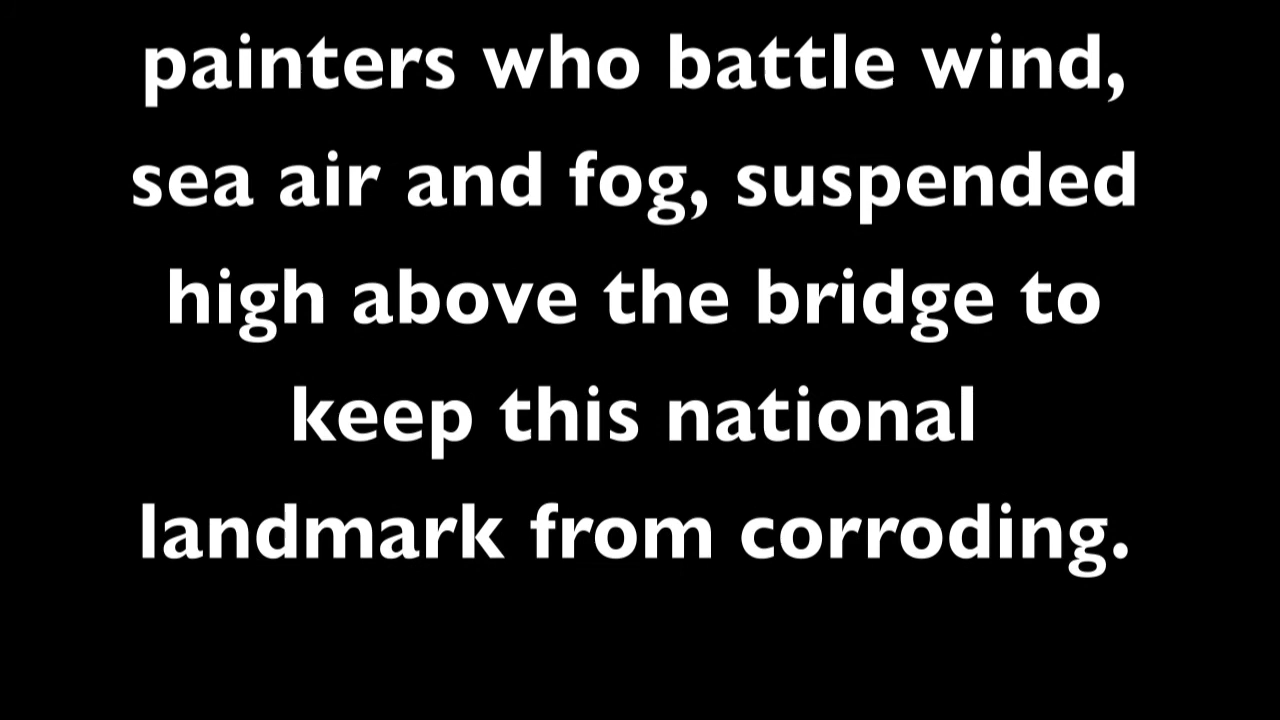 painters who battle wind,
sea air and fog, suspended
high above the bridge to
keep this national
landmark from corroding.